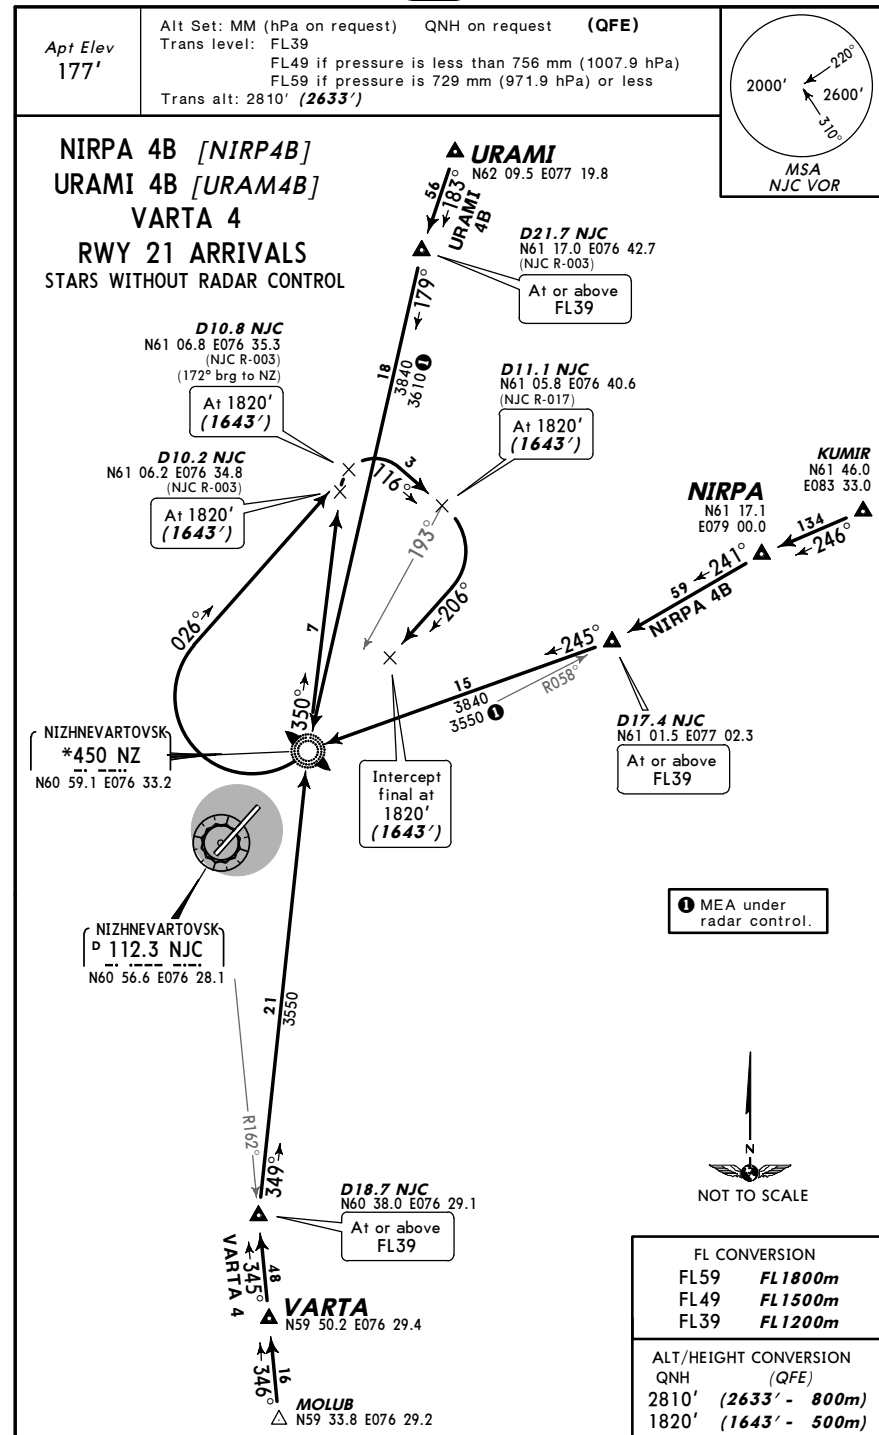 Apt Elev
177'
Alt Set: MM (hPa on request) QNH on request (QFE)
Trans level: FL39
FL49 if pressure is less than 756 mm (1007.9 hPa)
FL59 if pressure is 729 mm (971.9 hPa) or less
Trans alt: 2810' (2633')
2000'
220°
2600'
310°
MSA
NJC VOR
NIRPA 4B [NIRP4B]
URAMI 4B [URAM4B]
VARTA 4
RWY 21 ARRIVALS
STARS WITHOUT RADAR CONTROL
URAMI
N62 09.5 E077 19.8
56
183°
URAMI
4B
D21.7 NJC
N61 17.0 E076 42.7
(NJC R-003)
At or above
FL39
179°
18
3840
3610 1
D10.8 NJC
N61 06.8 E076 35.3
(NJC R-003)
(172° brg to NZ)
At 1820'
(1643')
D11.1 NJC
N61 05.8 E076 40.6
(NJC R-017)
At 1820'
(1643')
D10.2 NJC
N61 06.2 E076 34.8
(NJC R-003)
At 1820'
(1643')
3
116°
193°
206°
KUMIR
N61 46.0
E083 33.0
134
246°
NIRPA
N61 17.1
E079 00.0
241°
59
NIRPA 4B
245°
15
3840
3550 1
R058°
D17.4 NJC
N61 01.5 E077 02.3
At or above
FL39
026°
7
350°
NIZHNEVARTOVSK
*450 NZ
N60 59.1 E076 33.2
Intercept
final at
1820'
(1643')
1 MEA under
radar control.
NIZHNEVARTOVSK
D 112.3 NJC
N60 56.6 E076 28.1
21
3550
R162°
349°
D18.7 NJC
N60 38.0 E076 29.1
At or above
FL39
VARTA 4
345°
48
VARTA
N59 50.2 E076 29.4
346°
16
MOLUB
N59 33.8 E076 29.2
N
NOT TO SCALE
FL CONVERSION
FL59 FL1800m
FL49 FL1500m
FL39 FL1200m
ALT/HEIGHT CONVERSION
QNH (QFE)
2810' (2633' - 800m)
1820' (1643' - 500m)